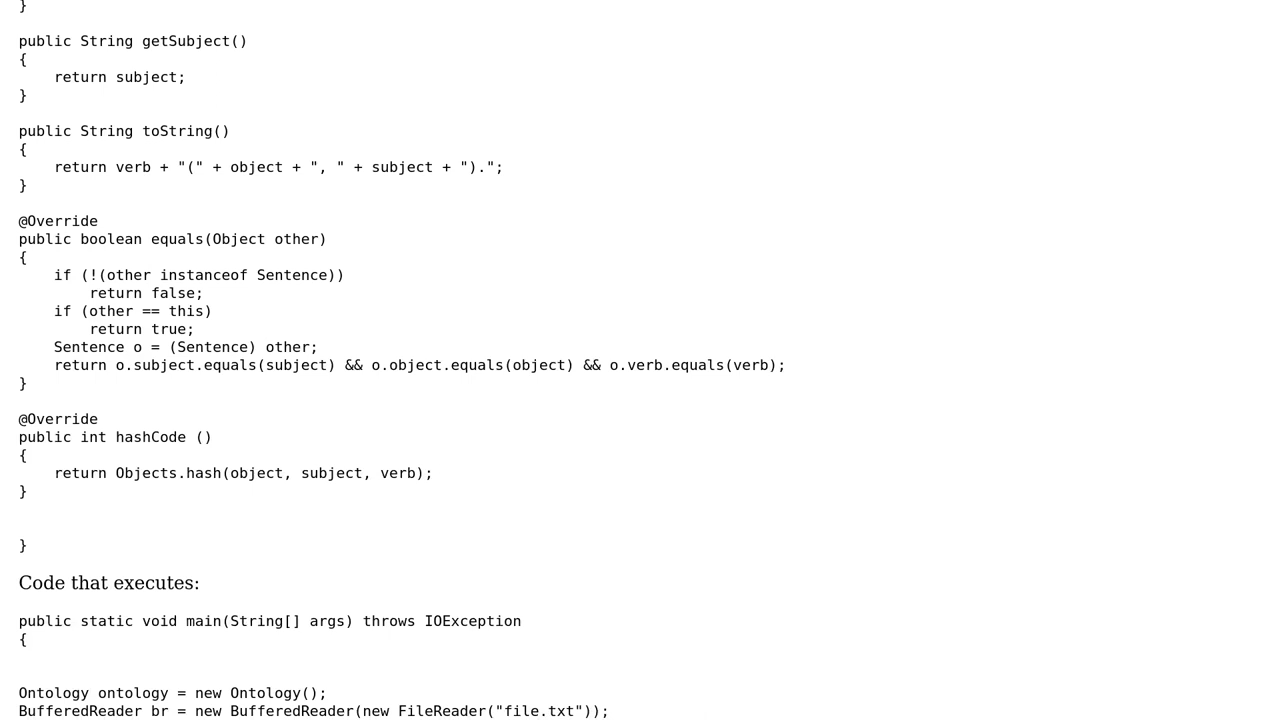 }
public String getSubject()
{
    return subject;
}
public String toString()
{
    return verb + "(" + object + ", " + subject + ").";
}
@Override
public boolean equals(Object other)
{
    if (!(other instanceof Sentence))
        return false;
    if (other == this)
        return true;
    Sentence o = (Sentence) other;
    return o.subject.equals(subject) && o.object.equals(object) && o.verb.equals(verb);
}
@Override
public int hashCode ()
{
    return Objects.hash(object, subject, verb);
}
}
Code that executes:
public static void main(String[] args) throws IOException
{
Ontology ontology = new Ontology();
BufferedReader br = new BufferedReader(new FileReader("file.txt"));